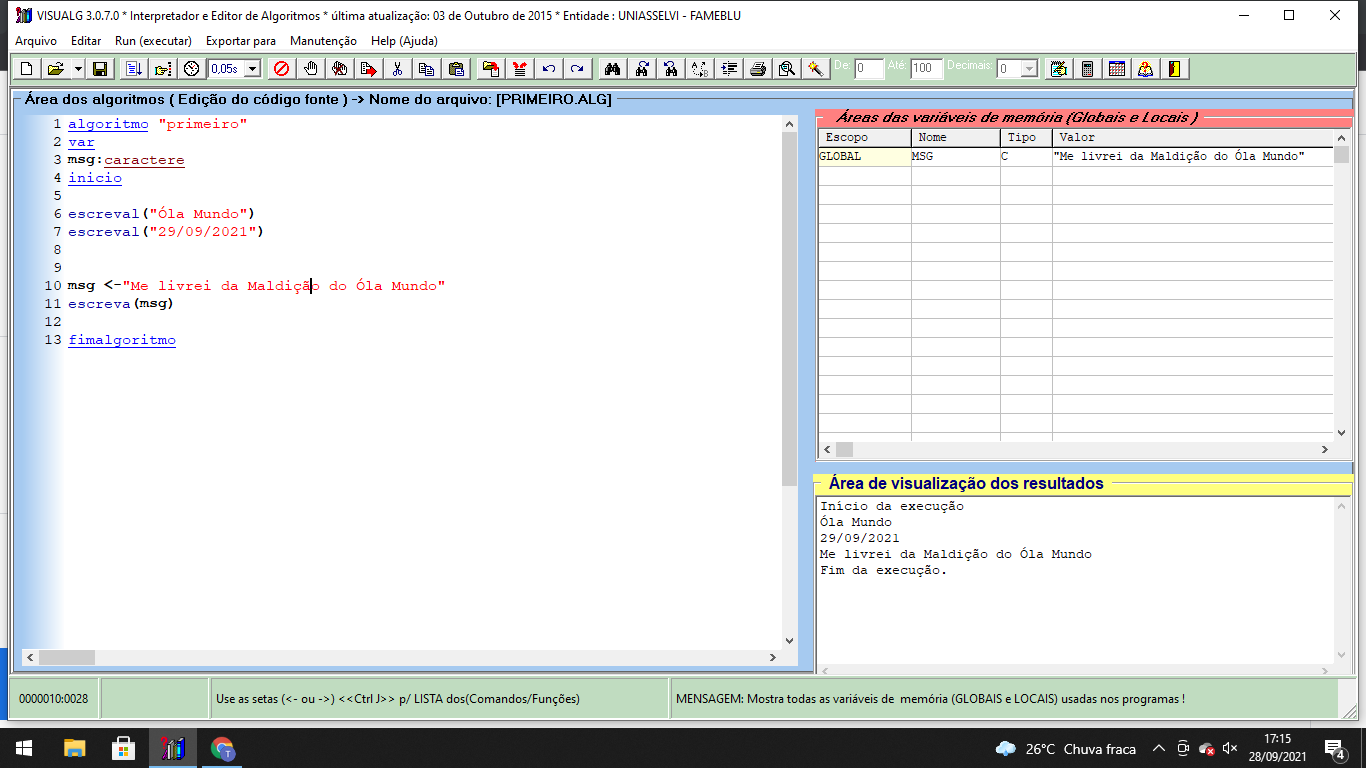 VISUALG 3.0.7.0 * Interpretador e Editor de Algoritmos * última atualização: 03 de Outubro de 2015 * Entidade : UNIASSELVI - FAMEBLU
Arquivo Editar Run (executar) Exportar para Manutenção Help (Ajuda)
0,05s De: 0 Até: 100 Decimais: 0
Área dos algoritmos ( Edição do código fonte ) -> Nome do arquivo: [PRIMEIRO.ALG]
1 algoritmo "primeiro"
2 var
3 msg:caractere
4 inicio
5
6 escreval("Óla Mundo")
7 escreval("29/09/2021")
8
9
10 msg <-"Me livrei da Maldição do Óla Mundo"
11 escreva(msg)
12
13 fimalgoritmo
Áreas das variáveis de memória (Globais e Locais )
Escopo Nome Tipo Valor
GLOBAL MSG C "Me livrei da Maldição do Óla Mundo"
Área de visualização dos resultados
Início da execução
Óla Mundo
29/09/2021
Me livrei da Maldição do Óla Mundo
Fim da execução.
0000010:0028 Use as setas (<- ou ->) <<Ctrl J>> p/ LISTA dos(Comandos/Funções) MENSAGEM: Mostra todas as variáveis de memória (GLOBAIS e LOCAIS) usadas nos programas !
T 26°C Chuva fraca 17:15
28/09/2021 4